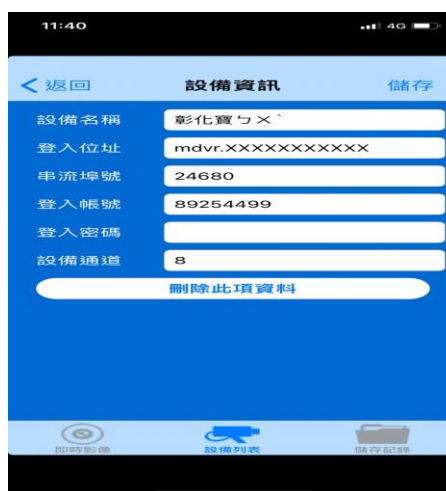 11:40 4G
返回 設備資訊 儲存
設備名稱 彰化寶ㄅㄨˋ
登入位址 mdvr.XXXXXXXXXXX
串流埠號 24680
登入帳號 89254499
登入密碼
設備通道 8
刪除此項資料
即時影像 設備列表 儲存記錄